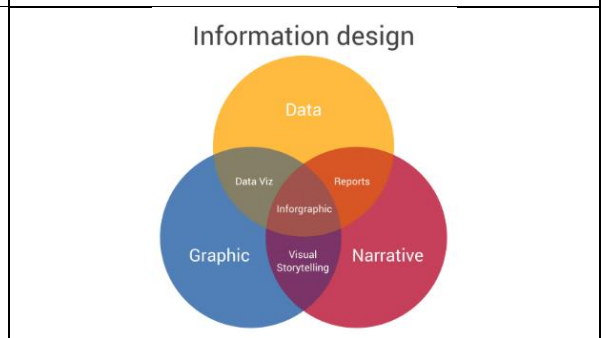 Information design
Data
Data Viz
Reports
Inforgraphic
Graphic
Visual
Storytelling
Narrative